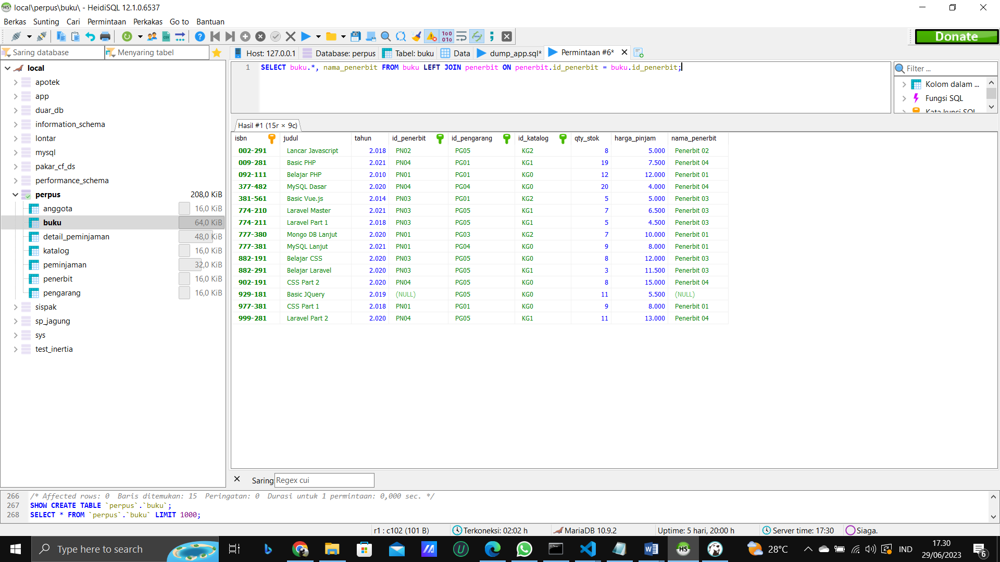 local\perpus\buku\ - HeidiSQL 12.1.0.6537
Berkas Sunting Cari Permintaan Perkakas Go to Bantuan
Donate
Saring database Menyaring tabel
Host: 127.0.0.1 Database: perpus Tabel: buku Data dump_app.sql* Permintaan #6*
1 SELECT buku.*, nama_penerbit FROM buku LEFT JOIN penerbit ON penerbit.id_penerbit = buku.id_penerbit;
Filter ...
Kolom dalam ...
Fungsi SQL
Kata kunci SQL
local
apotek
app
duar_db
information_schema
lontar
mysql
pakar_cf_ds
performance_schema
perpus 208,0 KiB
anggota 16,0 KiB
buku 64,0 KiB
detail_peminjaman 48,0 KiB
katalog 16,0 KiB
peminjaman 32,0 KiB
penerbit 16,0 KiB
pengarang 16,0 KiB
sispak
sp_jagung
sys
test_inertia
Hasil #1 (15r × 9c)
isbn judul tahun id_penerbit id_pengarang id_katalog qty_stok harga_pinjam nama_penerbit
002-291 Lancar Javascript 2.018 PN02 PG05 KG2 8 5.000 Penerbit 02
009-281 Basic PHP 2.021 PN04 PG01 KG1 19 7.500 Penerbit 04
092-111 Belajar PHP 2.010 PN01 PG01 KG0 12 12.000 Penerbit 01
377-482 MySQL Dasar 2.020 PN04 PG04 KG0 20 4.000 Penerbit 04
381-561 Basic Vue.js 2.014 PN03 PG01 KG2 5 5.000 Penerbit 03
774-210 Laravel Master 2.021 PN03 PG05 KG1 7 6.500 Penerbit 03
774-211 Laravel Part 1 2.018 PN03 PG05 KG1 5 4.500 Penerbit 03
777-380 Mongo DB Lanjut 2.020 PN01 PG03 KG2 7 10.000 Penerbit 01
777-381 MySQL Lanjut 2.021 PN01 PG04 KG0 9 8.000 Penerbit 01
882-191 Belajar CSS 2.020 PN03 PG05 KG0 8 12.000 Penerbit 03
882-291 Belajar Laravel 2.020 PN03 PG05 KG1 3 11.500 Penerbit 03
902-191 CSS Part 2 2.020 PN04 PG05 KG0 8 15.000 Penerbit 04
929-181 Basic JQuery 2.019 (NULL) PG05 KG0 11 5.500 (NULL)
977-381 CSS Part 1 2.018 PN01 PG01 KG0 9 8.000 Penerbit 01
999-281 Laravel Part 2 2.020 PN04 PG05 KG1 11 13.000 Penerbit 04
Saring: Regex cui
266 /* Affected rows: 0 Baris ditemukan: 15 Peringatan: 0 Durasi untuk 1 permintaan: 0,000 sec. */
267 SHOW CREATE TABLE `perpus`.`buku`;
268 SELECT * FROM `perpus`.`buku` LIMIT 1000;
r1 : c102 (101 B) Terkoneksi: 02:02 h MariaDB 10.9.2 Uptime: 5 hari, 20:00 h Server time: 17:30 Siaga.
Type here to search 28°C IND 17.30
29/06/2023 6